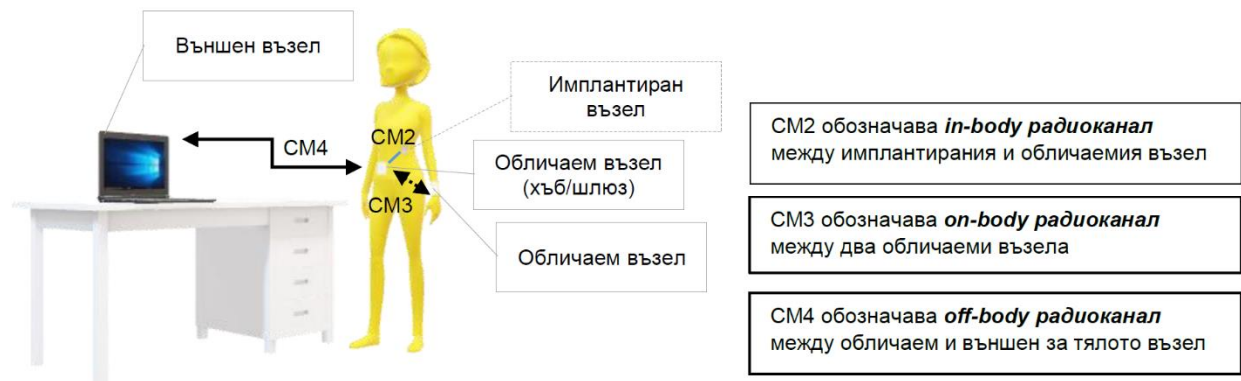 Външен възел
Имплантиран
възел
CM2
CM4
Обличаем възел
(хъб/шлюз)
CM3
Обличаем възел
CM2 обозначава in-body радиоканал
между имплантирания и обличаемия възел
CM3 обозначава on-body радиоканал
между два обличаеми възела
CM4 обозначава off-body радиоканал
между обличаем и външен за тялото възел